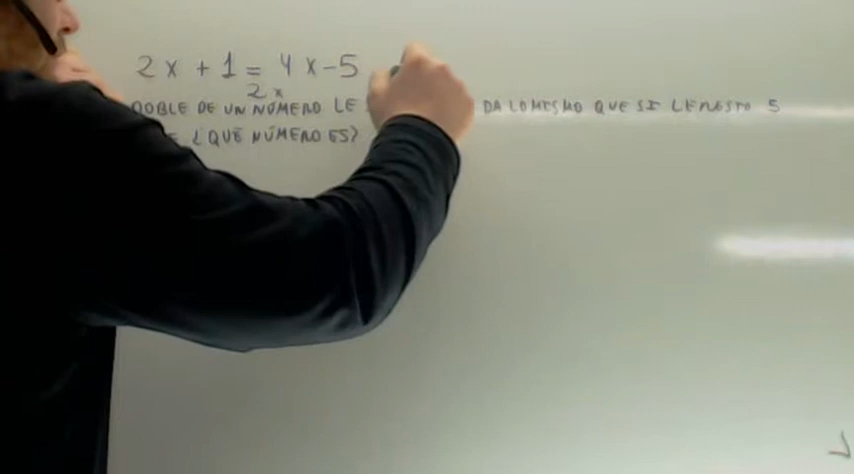 2x + 1 = 4x - 5
2x
DOBLE DE UN NÚMERO LE DA LO MISMO QUE SI LE RESTO 5
¿QUÉ NÚMERO ES?